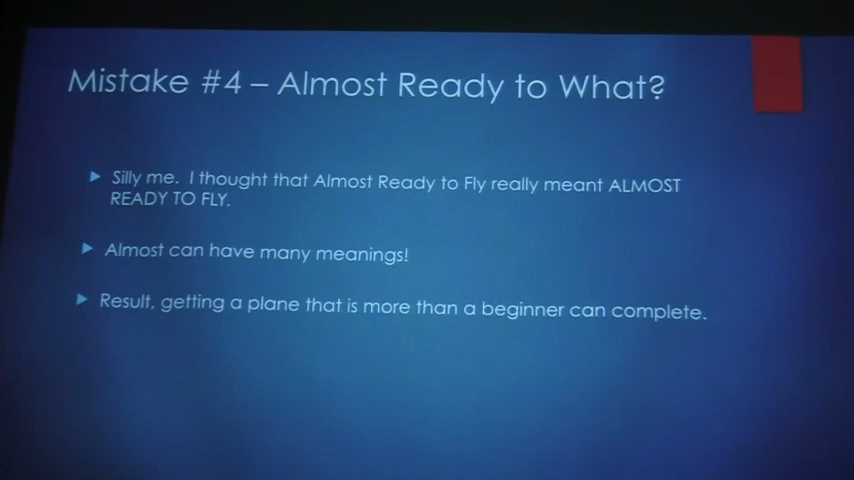 Mistake #4 – Almost Ready to What?
Silly me. I thought that Almost Ready to Fly really meant ALMOST
READY TO FLY.
Almost can have many meanings!
Result, getting a plane that is more than a beginner can complete.